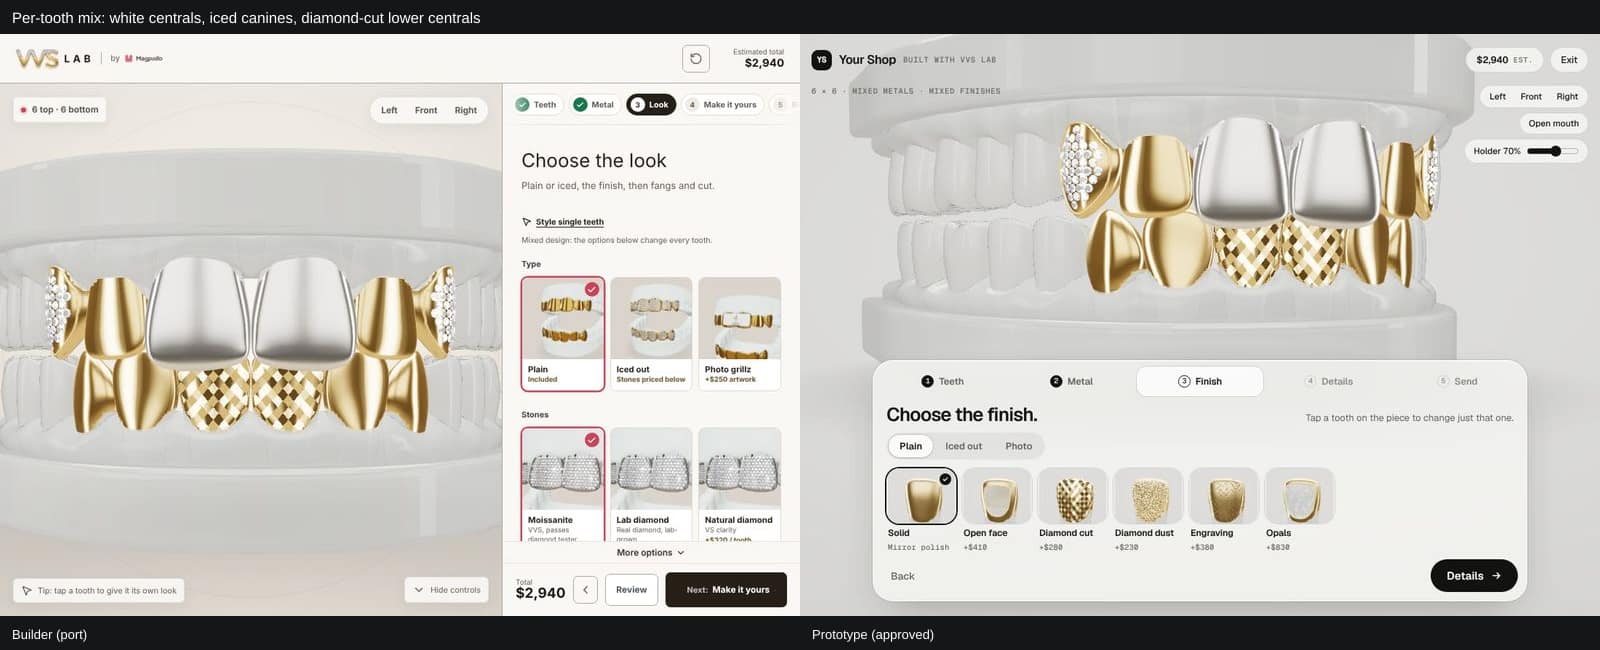 Per-tooth mix: white centrals, iced canines, diamond-cut lower centrals
VVS LAB by Magpudo
Estimated total
$2,940
6 top · 6 bottom
Left Front Right
Teeth Metal 3 Look 4 Make it yours 5
Choose the look
Plain or iced, the finish, then fangs and cut.
Style single teeth
Mixed design: the options below change every tooth.
Type
Plain
Included
Iced out
Stones priced below
Photo grillz
+$250 artwork
Stones
Moissanite
VVS, passes
diamond tester
Lab diamond
Real diamond, lab-
grown
Natural diamond
VS clarity
+$320 / tooth
More options
Tip: tap a tooth to give it its own look
Hide controls
Total
$2,940
Review
Next: Make it yours
Builder (port)
YS Your Shop BUILT WITH VVS LAB
$2,940 EST.
Exit
6 × 6 · MIXED METALS · MIXED FINISHES
Left Front Right
Open mouth
Holder 70%
1 Teeth 2 Metal 3 Finish 4 Details 5 Send
Choose the finish.
Tap a tooth on the piece to change just that one.
Plain Iced out Photo
Solid
Mirror polish
Open face
+$410
Diamond cut
+$280
Diamond dust
+$230
Engraving
+$380
Opals
+$830
Back
Details
Prototype (approved)